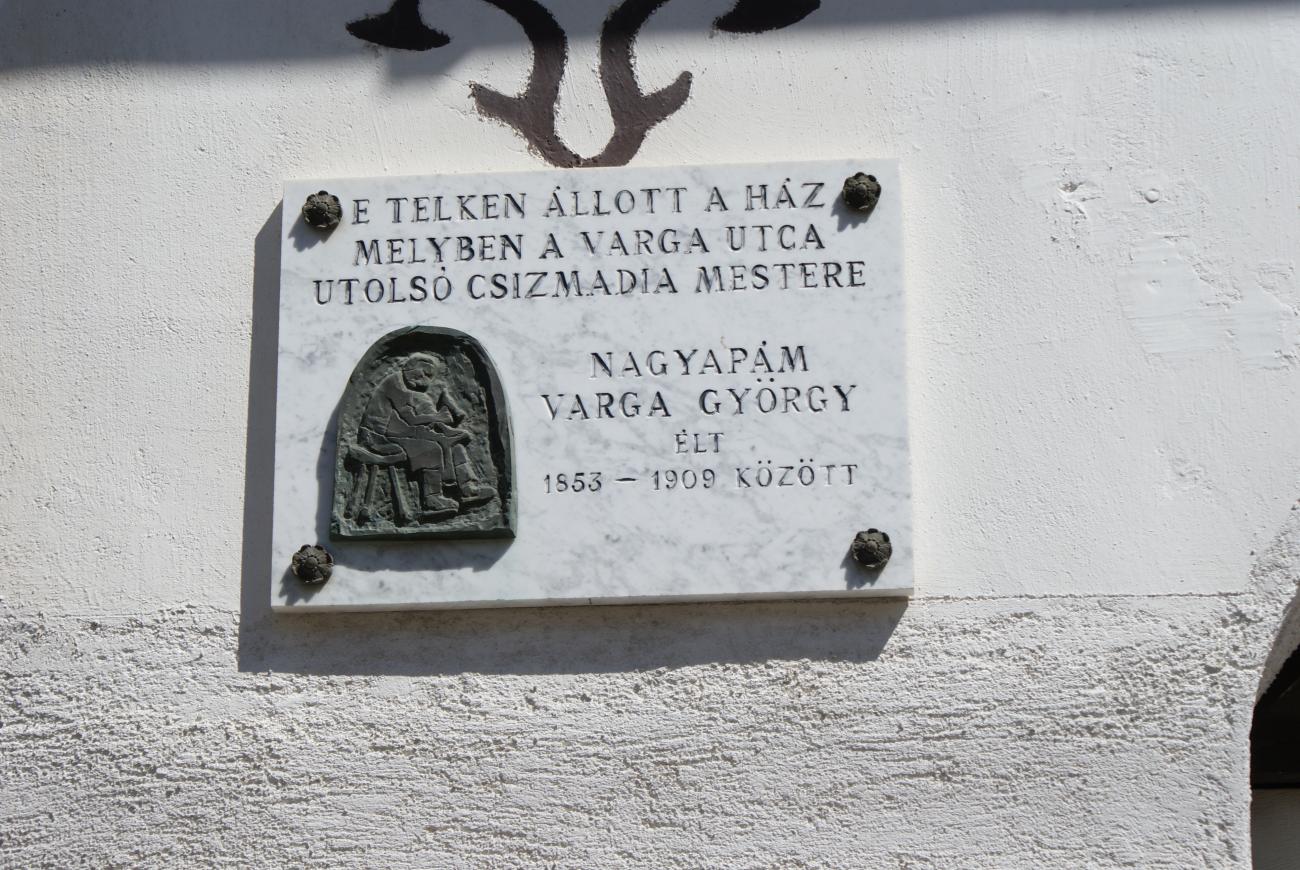 E TELKEN ÁLLOTT A HÁZ
MELYBEN A VARGA UTCA
UTOLSÓ CSIZMADIA MESTERE
NAGYAPÁM
VARGA GYÖRGY
ÉLT
1853 – 1909 KÖZÖTT